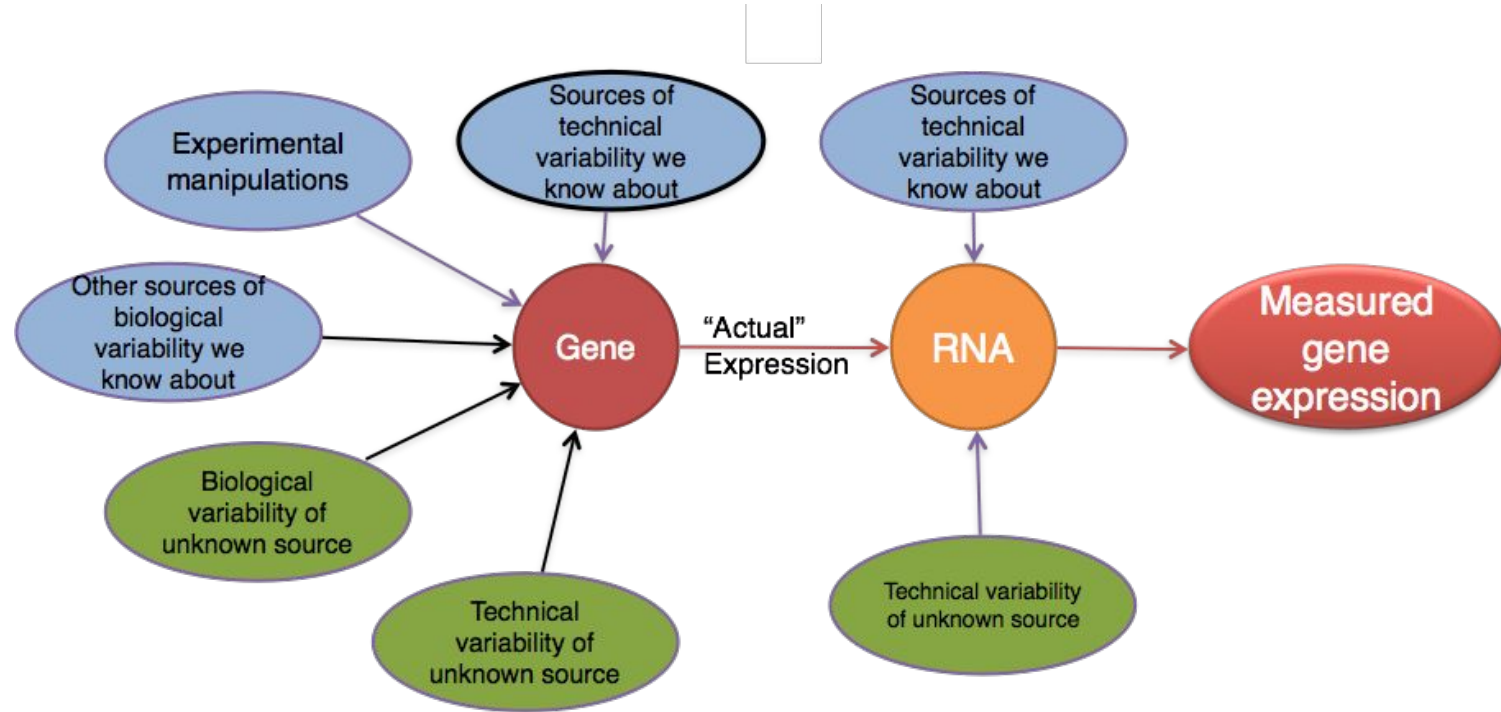 Experimental
manipulations
Sources of
technical
variability we
know about
Sources of
technical
variability we
know about
Other sources of
biological
variability we
know about
Gene
“Actual”
Expression
RNA
Measured
gene
expression
Biological
variability of
unknown source
Technical
variability of
unknown source
Technical variability
of unknown source